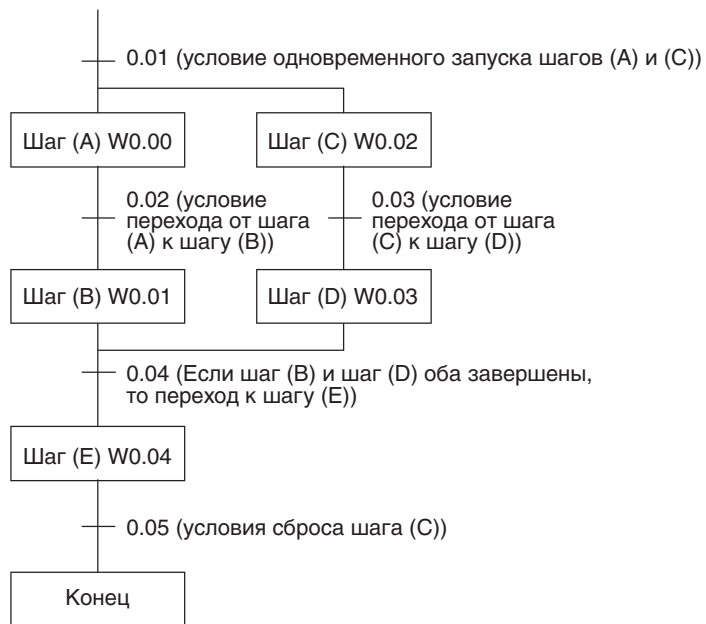 0.01 (условие одновременного запуска шагов (A) и (C))
Шаг (A) W0.00
Шаг (C) W0.02
0.02 (условие
перехода от шага
(A) к шагу (B))
0.03 (условие
перехода от шага
(C) к шагу (D))
Шаг (B) W0.01
Шаг (D) W0.03
0.04 (Если шаг (B) и шаг (D) оба завершены,
то переход к шагу (E))
Шаг (E) W0.04
0.05 (условия сброса шага (C))
Конец